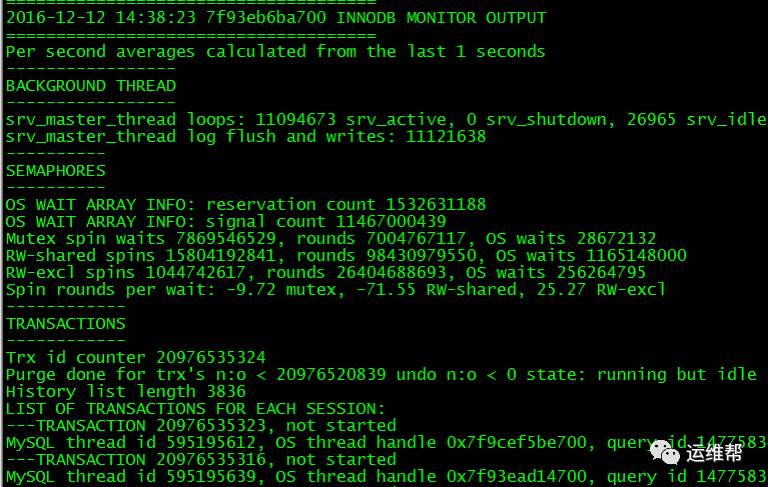 =====================================
2016-12-12 14:38:23 7f93eb6ba700 INNODB MONITOR OUTPUT
=====================================
Per second averages calculated from the last 1 seconds
-----------------
BACKGROUND THREAD
-----------------
srv_master_thread loops: 11094673 srv_active, 0 srv_shutdown, 26965 srv_idle
srv_master_thread log flush and writes: 11121638
----------
SEMAPHORES
----------
OS WAIT ARRAY INFO: reservation count 1532631188
OS WAIT ARRAY INFO: signal count 11467000439
Mutex spin waits 7869546529, rounds 7004767117, OS waits 28672132
RW-shared spins 15804192841, rounds 98430979550, OS waits 1165148000
RW-excl spins 1044742617, rounds 26404688693, OS waits 256264795
Spin rounds per wait: -9.72 mutex, -71.55 RW-shared, 25.27 RW-excl
------------
TRANSACTIONS
------------
Trx id counter 20976535324
Purge done for trx's n:o < 20976520839 undo n:o < 0 state: running but idle
History list length 3836
LIST OF TRANSACTIONS FOR EACH SESSION:
---TRANSACTION 20976535323, not started
MySQL thread id 595195612, OS thread handle 0x7f9cef5be700, query id 1477583
---TRANSACTION 20976535316, not started
MySQL thread id 595195639, OS thread handle 0x7f93ead14700, query id 1477583
运维帮